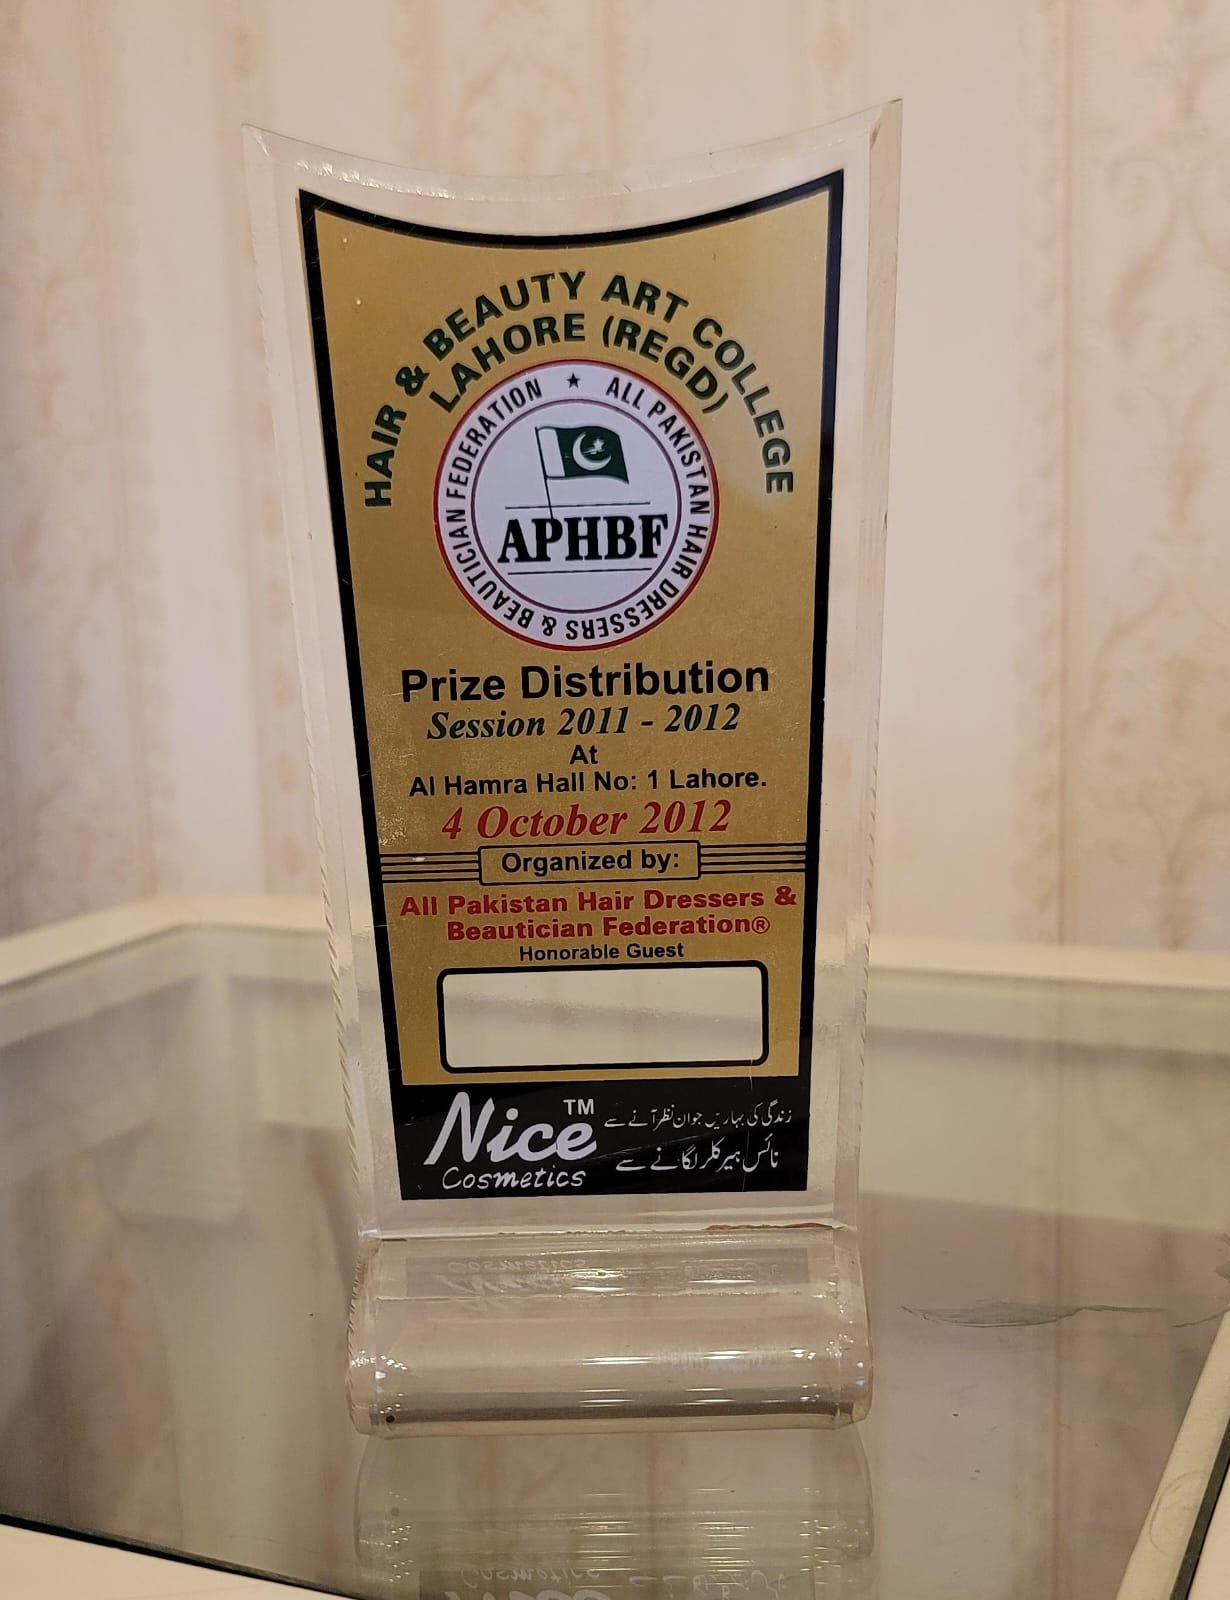 HAIR & BEAUTY ART COLLEGE
LAHORE (REGD)
ALL PAKISTAN HAIR DRESSERS & BEAUTICIAN FEDERATION ★
APHBF
Prize Distribution
Session 2011 - 2012
At
Al Hamra Hall No: 1 Lahore.
4 October 2012
Organized by:
All Pakistan Hair Dressers &
Beautician Federation®
Honorable Guest
Nice™
Cosmetics
زندگی کی بہاریں جوان نظر آنے سے
نائس ہیر کلر لگانے سے